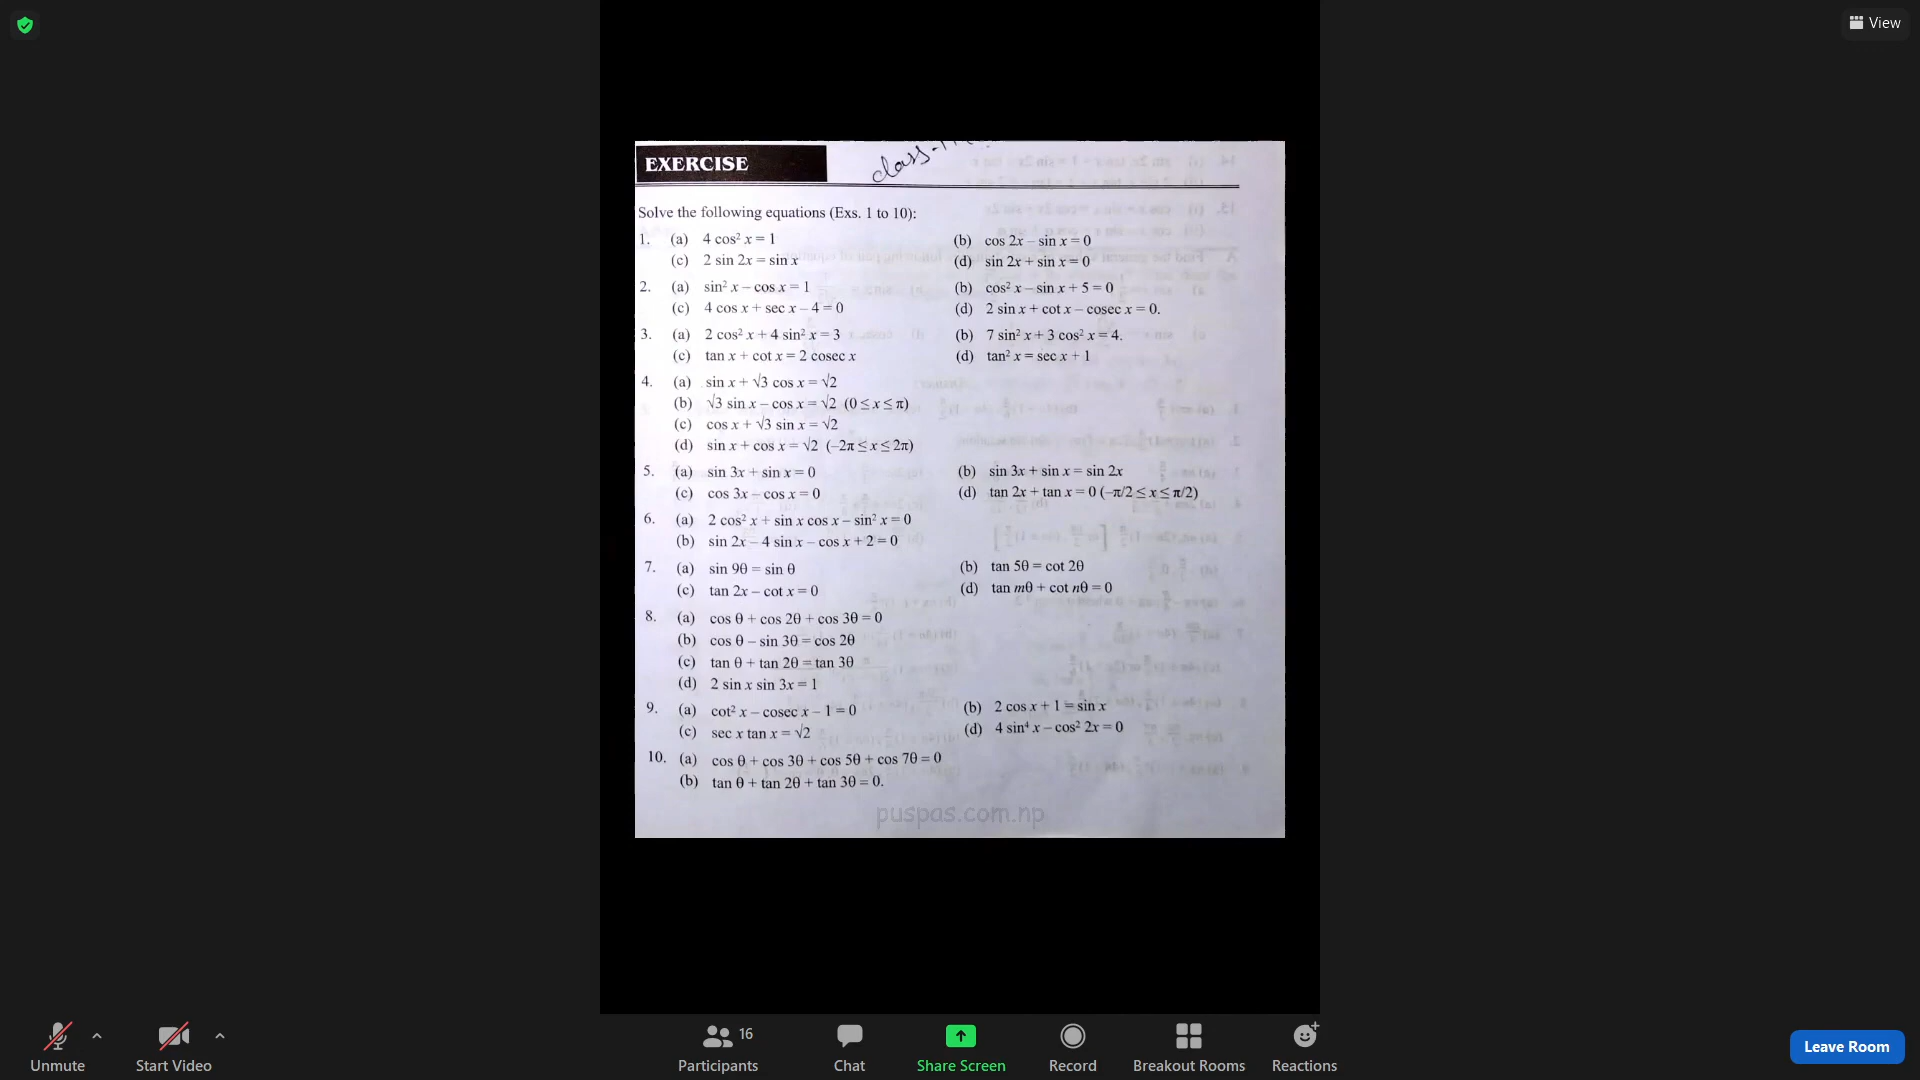 View
EXERCISE
Solve the following equations (Exs. 1 to 10):
1. (a) 4 cos² x = 1 (b) cos 2x – sin x = 0
(c) 2 sin 2x = sin x (d) sin 2x + sin x = 0
2. (a) sin² x – cos x = 1 (b) cos² x – sin x + 5 = 0
(c) 4 cos x + sec x – 4 = 0 (d) 2 sin x + cot x – cosec x = 0.
3. (a) 2 cos² x + 4 sin² x = 3 (b) 7 sin² x + 3 cos² x = 4.
(c) tan x + cot x = 2 cosec x (d) tan² x = sec x + 1
4. (a) sin x + √3 cos x = √2
(b) √3 sin x – cos x = √2 (0 ≤ x ≤ π)
(c) cos x + √3 sin x = √2
(d) sin x + cos x = √2 (–2π ≤ x ≤ 2π)
5. (a) sin 3x + sin x = 0 (b) sin 3x + sin x = sin 2x
(c) cos 3x – cos x = 0 (d) tan 2x + tan x = 0 (–π/2 ≤ x ≤ π/2)
6. (a) 2 cos² x + sin x cos x – sin² x = 0
(b) sin 2x – 4 sin x – cos x + 2 = 0
7. (a) sin 9θ = sin θ (b) tan 5θ = cot 2θ
(c) tan 2x – cot x = 0 (d) tan mθ + cot nθ = 0
8. (a) cos θ + cos 2θ + cos 3θ = 0
(b) cos θ – sin 3θ = cos 2θ
(c) tan θ + tan 2θ = tan 3θ
(d) 2 sin x sin 3x = 1
9. (a) cot² x – cosec x – 1 = 0 (b) 2 cos x + 1 = sin x
(c) sec x tan x = √2 (d) 4 sin⁴ x – cos² 2x = 0
10. (a) cos θ + cos 3θ + cos 5θ + cos 7θ = 0
(b) tan θ + tan 2θ + tan 3θ = 0.
puspas.com.np
16
Unmute Start Video Participants Chat Share Screen Record Breakout Rooms Reactions Leave Room